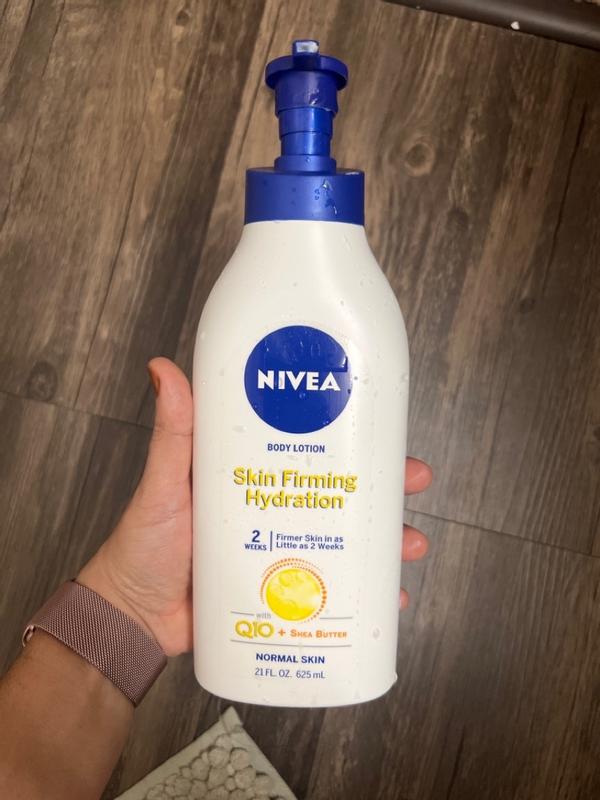 NIVEA
BODY LOTION
Skin Firming
Hydration
2
WEEKS
Firmer Skin in as
Little as 2 Weeks
with
Q10 + SHEA BUTTER
NORMAL SKIN
21 FL. OZ. 625 mL